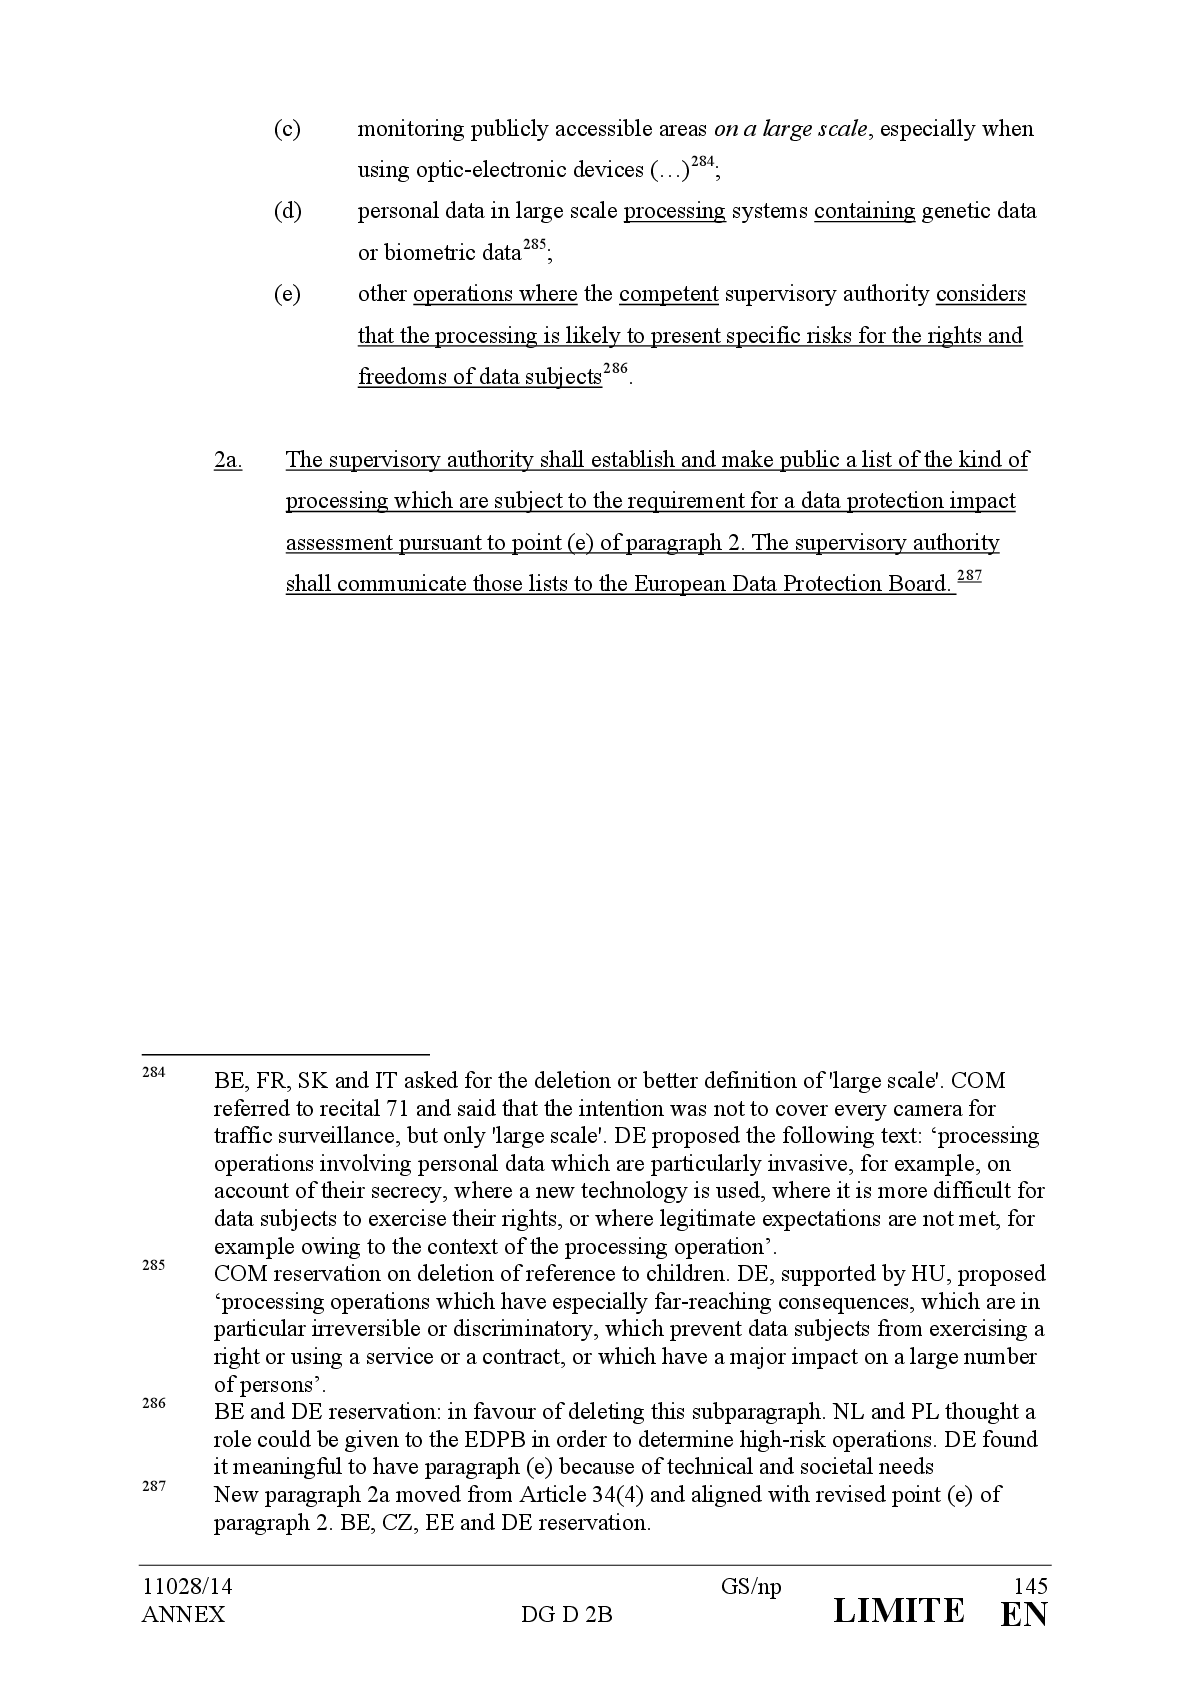 (c) monitoring publicly accessible areas on a large scale, especially when
using optic-electronic devices (…)284;
(d) personal data in large scale processing systems containing genetic data
or biometric data285;
(e) other operations where the competent supervisory authority considers
that the processing is likely to present specific risks for the rights and
freedoms of data subjects286.
2a. The supervisory authority shall establish and make public a list of the kind of
processing which are subject to the requirement for a data protection impact
assessment pursuant to point (e) of paragraph 2. The supervisory authority
shall communicate those lists to the European Data Protection Board. 287
284 BE, FR, SK and IT asked for the deletion or better definition of 'large scale'. COM
referred to recital 71 and said that the intention was not to cover every camera for
traffic surveillance, but only 'large scale'. DE proposed the following text: ‘processing
operations involving personal data which are particularly invasive, for example, on
account of their secrecy, where a new technology is used, where it is more difficult for
data subjects to exercise their rights, or where legitimate expectations are not met, for
example owing to the context of the processing operation’.
285 COM reservation on deletion of reference to children. DE, supported by HU, proposed
‘processing operations which have especially far-reaching consequences, which are in
particular irreversible or discriminatory, which prevent data subjects from exercising a
right or using a service or a contract, or which have a major impact on a large number
of persons’.
286 BE and DE reservation: in favour of deleting this subparagraph. NL and PL thought a
role could be given to the EDPB in order to determine high-risk operations. DE found
it meaningful to have paragraph (e) because of technical and societal needs
287 New paragraph 2a moved from Article 34(4) and aligned with revised point (e) of
paragraph 2. BE, CZ, EE and DE reservation.
11028/14 GS/np 145
ANNEX DG D 2B LIMITE EN